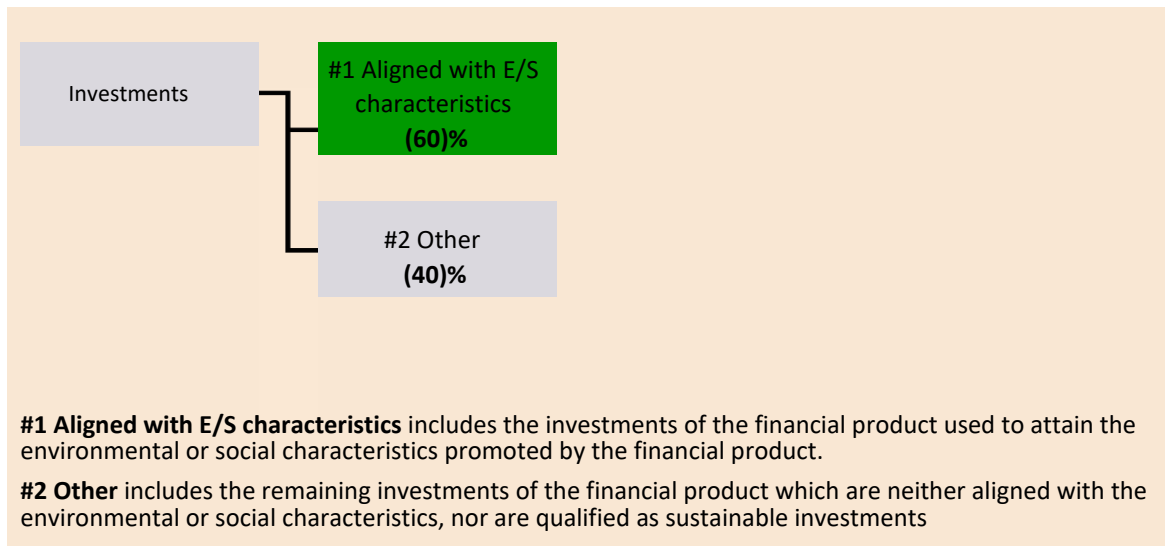 Investments
#1 Aligned with E/S
characteristics
(60)%
#2 Other
(40)%
#1 Aligned with E/S characteristics includes the investments of the financial product used to attain the
environmental or social characteristics promoted by the financial product.
#2 Other includes the remaining investments of the financial product which are neither aligned with the
environmental or social characteristics, nor are qualified as sustainable investments